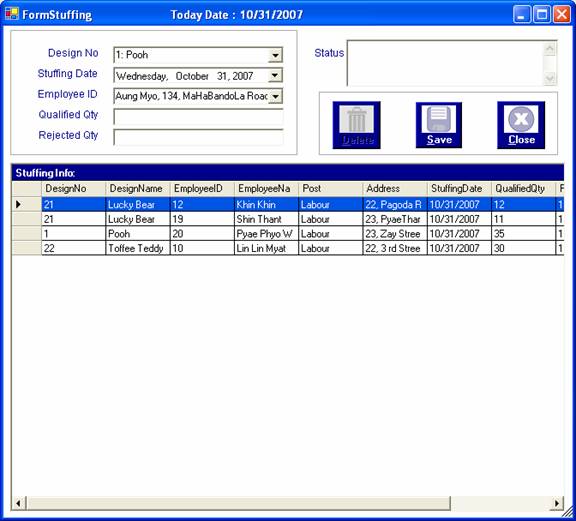 FormStuffing Today Date : 10/31/2007
Design No 1: Pooh
Stuffing Date Wednesday, October 31, 2007
Employee ID Aung Myo, 134, MaHaBandoLa Road
Qualified Qty
Rejected Qty
Status
Delete Save Close
Stuffing Info:
DesignNo DesignName EmployeeID EmployeeNa Post Address StuffingDate QualifiedQty
21 Lucky Bear 12 Khin Khin Labour 22, Pagoda R 10/31/2007 12
21 Lucky Bear 19 Shin Thant Labour 23, PyaeThar 10/31/2007 11
1 Pooh 20 Pyae Phyo W Labour 23, Zay Stree 10/31/2007 35
22 Toffee Teddy 10 Lin Lin Myat Labour 22, 3 rd Stree 10/31/2007 30